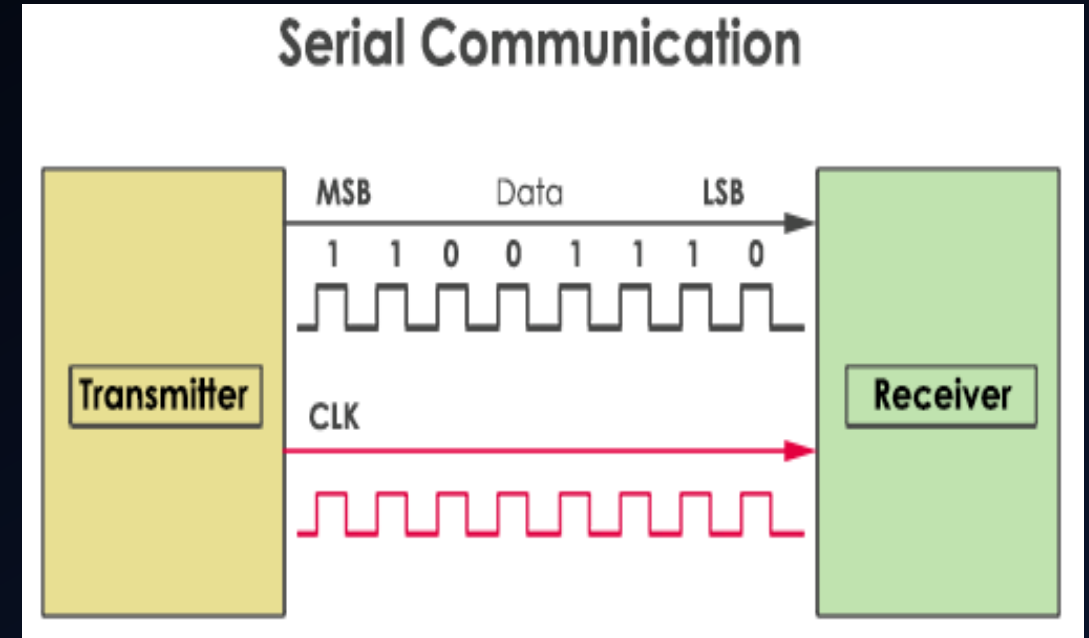 Serial Communication
MSB Data LSB
1 1 0 0 1 1 1 0
Transmitter
Receiver
CLK